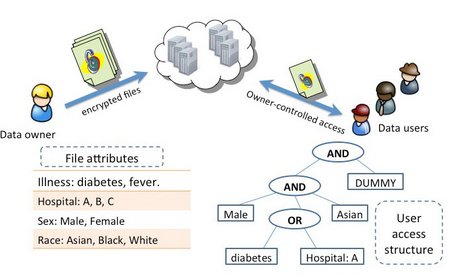 encrypted files
Owner-controlled access
Data owner
Data users
File attributes
Illness: diabetes, fever.
Hospital: A, B, C
Sex: Male, Female
Race: Asian, Black, White
AND
AND
DUMMY
Male
OR
Asian
diabetes
Hospital: A
User
access
structure